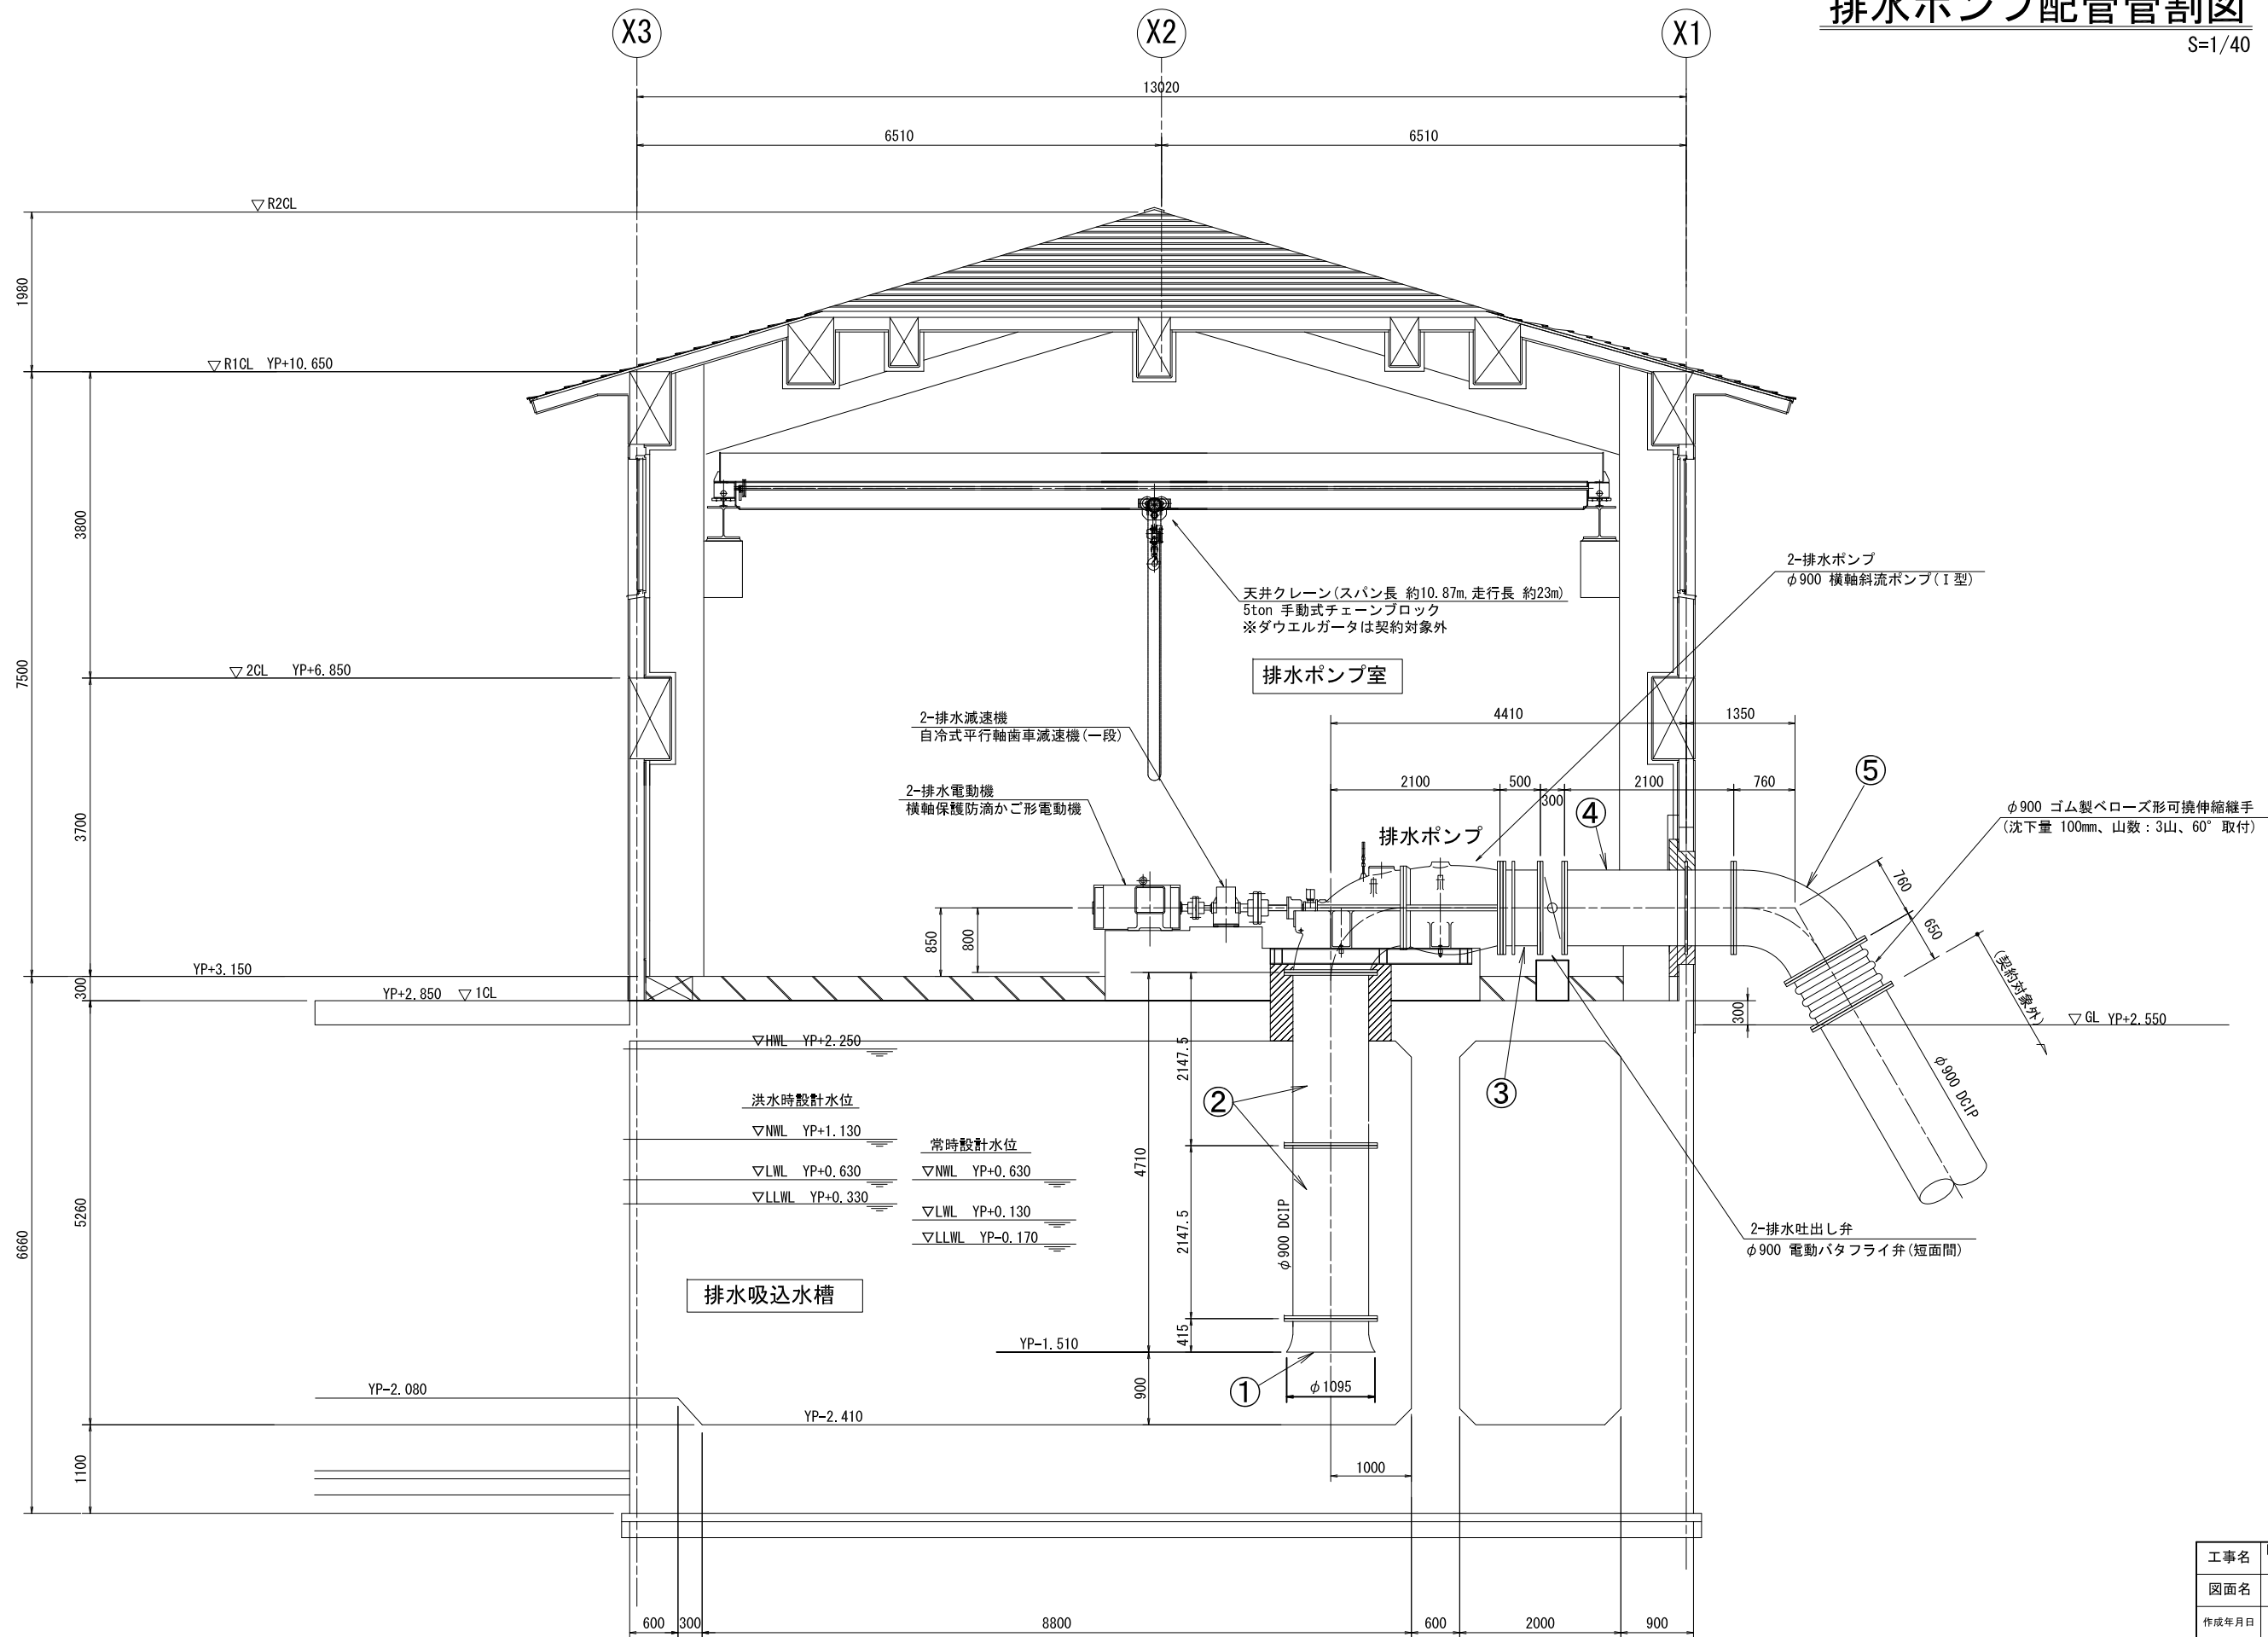 排水ポンプ配管管割図
S=1/40
X3
X2
X1
13020
6510
6510
▽R2CL
1980
▽R1CL YP+10.650
3800
7500
▽2CL YP+6.850
3700
天井クレーン(スパン長 約10.87m,走行長 約23m)
5ton 手動式チェーンブロック
※ダウエルガータは契約対象外
2-排水ポンプ
φ900 横軸斜流ポンプ(Ⅰ型)
排水ポンプ室
2-排水減速機
自冷式平行軸歯車減速機(一段)
2-排水電動機
横軸保護防滴かご形電動機
4410
1350
2100
500
300
2100
760
排水ポンプ
④
⑤
φ900 ゴム製ベローズ形可撓伸縮継手
(沈下量 100mm、山数：3山、60°取付)
760
650
(契約対象外)
850
800
YP+3.150
300
YP+2.850 ▽1CL
300
▽GL YP+2.550
φ900 DCIP
▽HWL YP+2.250
洪水時設計水位
▽NWL YP+1.130
▽LWL YP+0.630
▽LLWL YP+0.330
常時設計水位
▽NWL YP+0.630
▽LWL YP+0.130
▽LLWL YP-0.170
2147.5
②
③
4710
2147.5
φ900 DCIP
5260
6660
2-排水吐出し弁
φ900 電動バタフライ弁(短面間)
排水吸込水槽
415
YP-1.510
①
φ1095
900
YP-2.080
YP-2.410
1100
1000
600
300
8800
600
2000
900
工事名
図面名
作成年月日